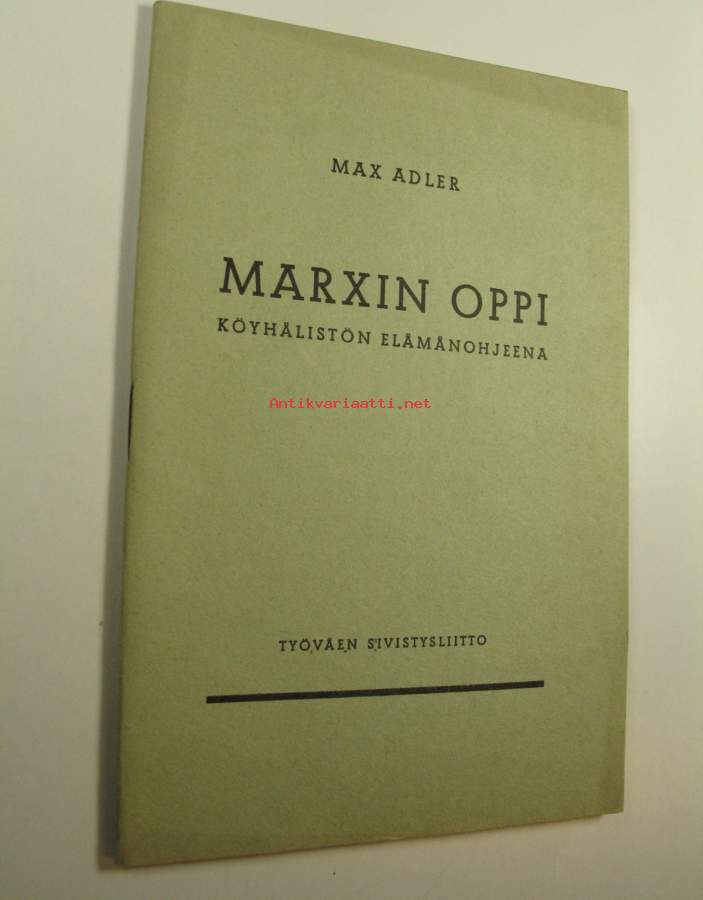 MAX ADLER
MARXIN OPPI
KÖYHÄLISTÖN ELÄMÄNOHJEENA
Antikvariaatti.net
TYÖVÄEN SIVISTYSLIITTO